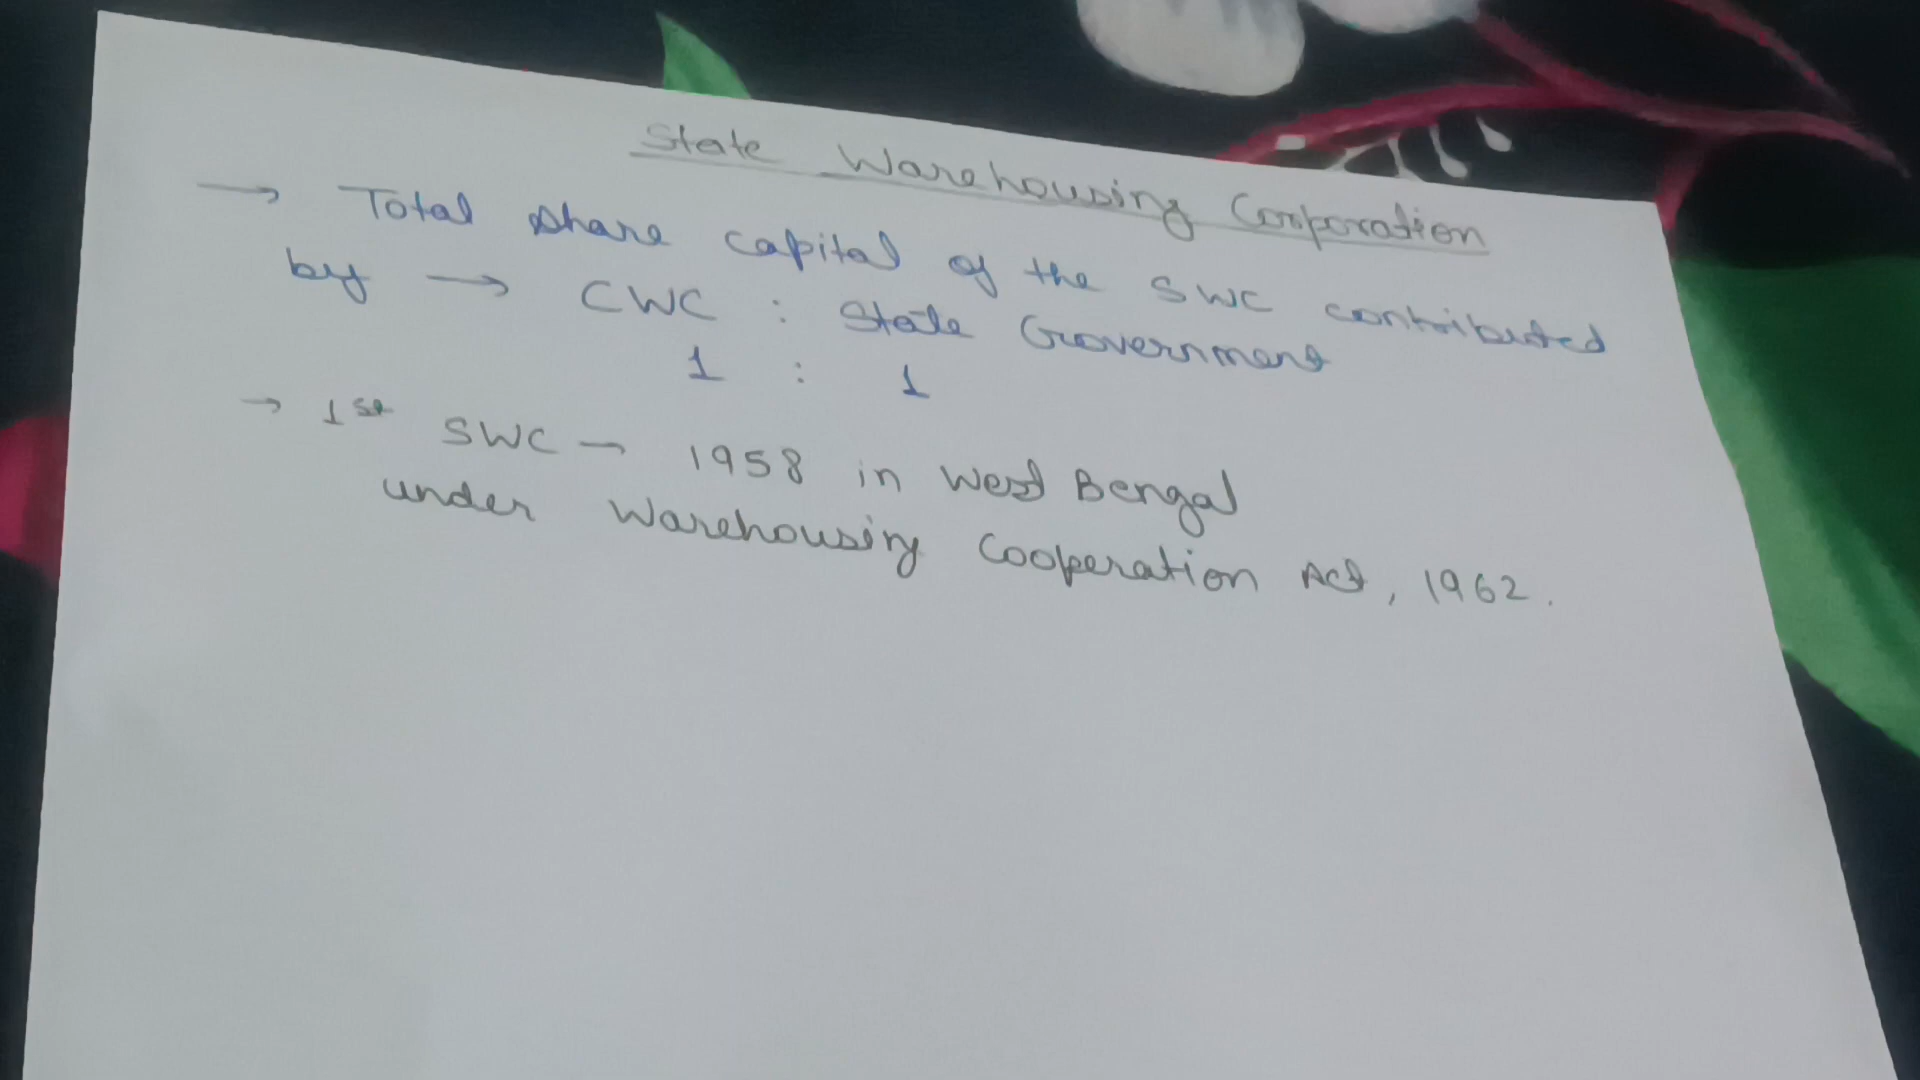 State Warehousing Corporation
→ Total share capital of the SWC contributed
by → CWC : State Government
1 : 1
→ 1st SWC → 1958 in West Bengal
under Warehousing Cooperation Act, 1962.